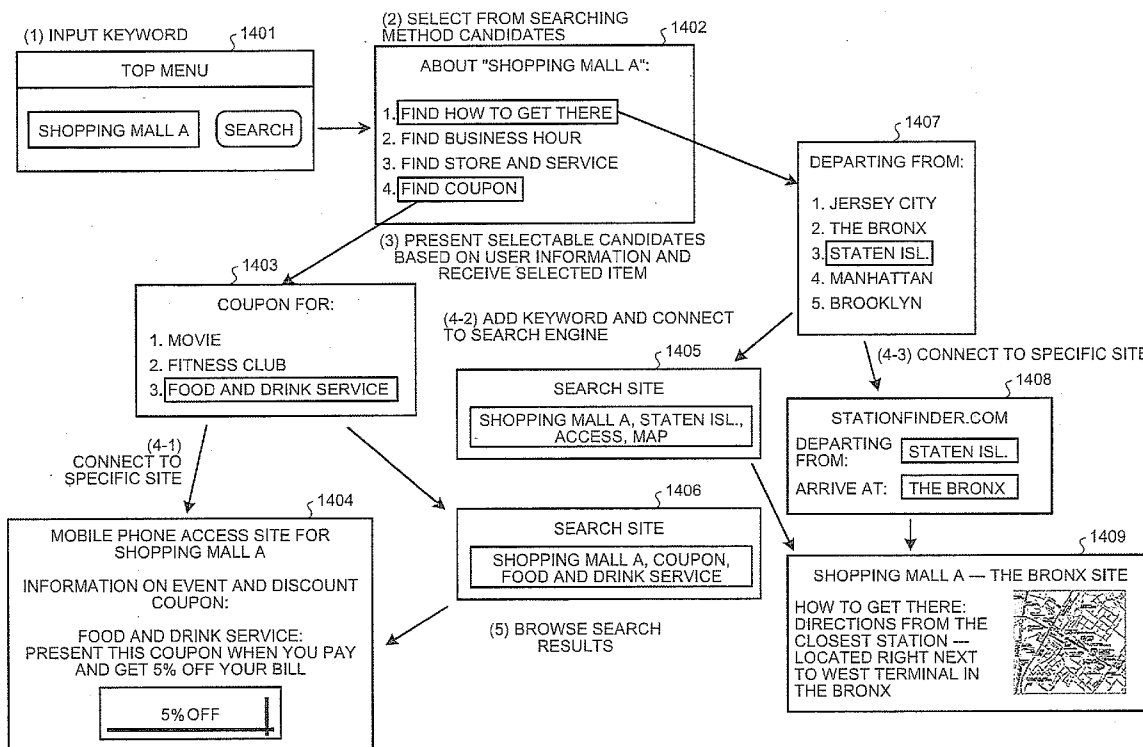 (1) INPUT KEYWORD
1401
TOP MENU
SHOPPING MALL A
SEARCH
(2) SELECT FROM SEARCHING
METHOD CANDIDATES
1402
ABOUT "SHOPPING MALL A":
1. FIND HOW TO GET THERE
2. FIND BUSINESS HOUR
3. FIND STORE AND SERVICE
4. FIND COUPON
1407
DEPARTING FROM:
1. JERSEY CITY
2. THE BRONX
3. STATEN ISL.
4. MANHATTAN
5. BROOKLYN
(3) PRESENT SELECTABLE CANDIDATES
BASED ON USER INFORMATION AND
RECEIVE SELECTED ITEM
1403
COUPON FOR:
1. MOVIE
2. FITNESS CLUB
3. FOOD AND DRINK SERVICE
(4-2) ADD KEYWORD AND CONNECT
TO SEARCH ENGINE
1405
SEARCH SITE
SHOPPING MALL A, STATEN ISL.,
ACCESS, MAP
(4-3) CONNECT TO SPECIFIC SITE
1408
STATIONFINDER.COM
DEPARTING
FROM:
STATEN ISL.
ARRIVE AT:
THE BRONX
(4-1)
CONNECT TO
SPECIFIC SITE
1404
MOBILE PHONE ACCESS SITE FOR
SHOPPING MALL A
INFORMATION ON EVENT AND DISCOUNT
COUPON:
FOOD AND DRINK SERVICE:
PRESENT THIS COUPON WHEN YOU PAY
AND GET 5% OFF YOUR BILL
5% OFF
1406
SEARCH SITE
SHOPPING MALL A, COUPON,
FOOD AND DRINK SERVICE
(5) BROWSE SEARCH
RESULTS
1409
SHOPPING MALL A — THE BRONX SITE
HOW TO GET THERE:
DIRECTIONS FROM THE
CLOSEST STATION —
LOCATED RIGHT NEXT
TO WEST TERMINAL IN
THE BRONX